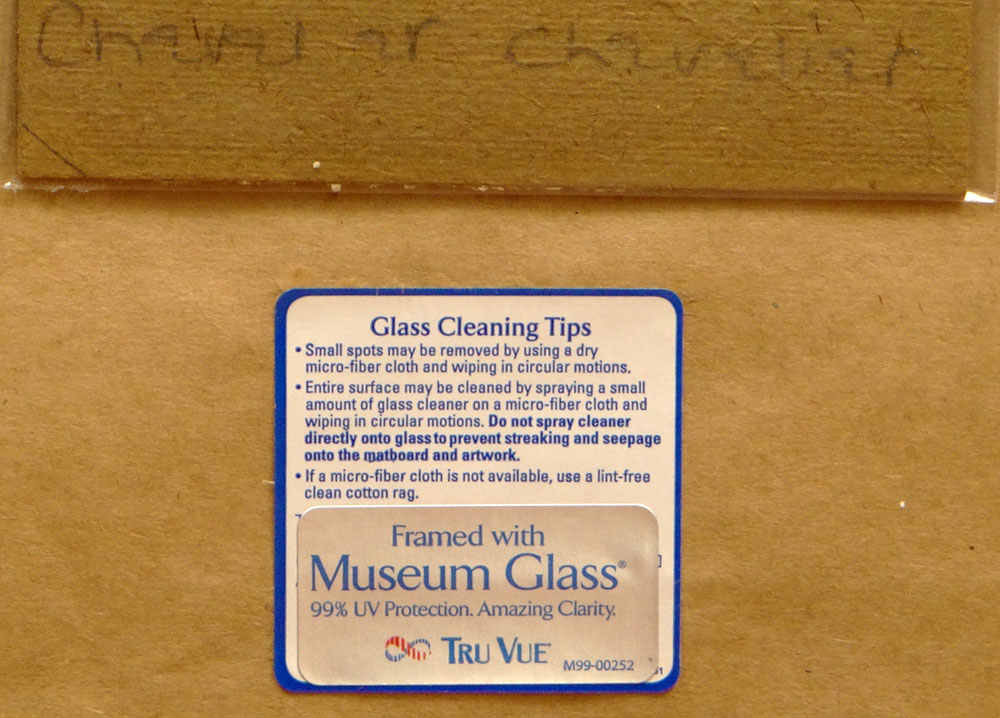 Cheval et Chevalier
Glass Cleaning Tips
• Small spots may be removed by using a dry
micro-fiber cloth and wiping in circular motions.
• Entire surface may be cleaned by spraying a small
amount of glass cleaner on a micro-fiber cloth and
wiping in circular motions. Do not spray cleaner
directly onto glass to prevent streaking and seepage
onto the matboard and artwork.
• If a micro-fiber cloth is not available, use a lint-free
clean cotton rag.
Framed with
Museum Glass®
99% UV Protection. Amazing Clarity.
TRU VUE
M99-00252